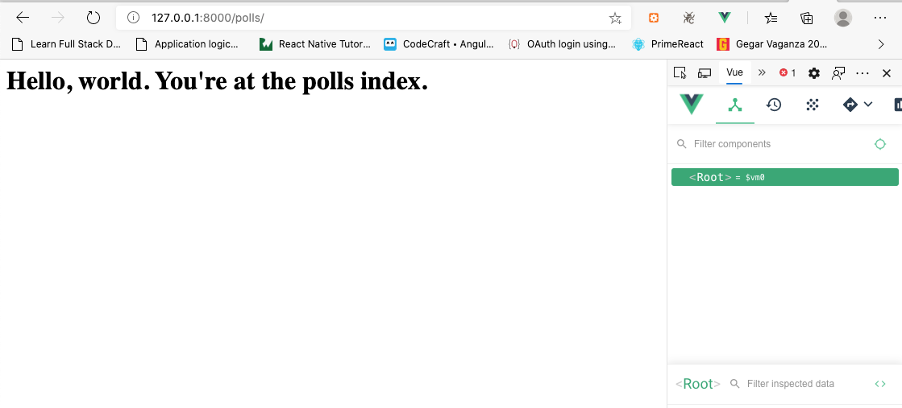 127.0.0.1:8000/polls/
Learn Full Stack D... Application logic... React Native Tutor... CodeCraft • Angul... {Q} OAuth login using... PrimeReact Gegar Vaganza 20...
Hello, world. You're at the polls index.
Vue » 1
Filter components
<Root> = $vm0
<Root> Filter inspected data <>